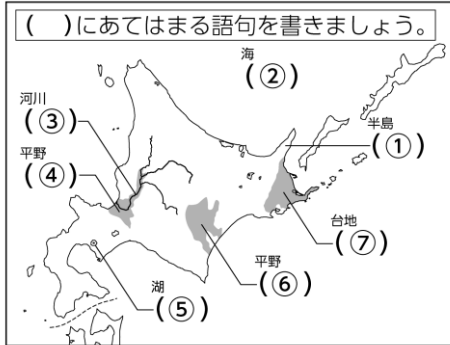 ( )にあてはまる語句を書きましょう。
海
(②)
河川
(③)
半島
(①)
平野
(④)
台地
(⑦)
平野
(⑥)
湖
(⑤)